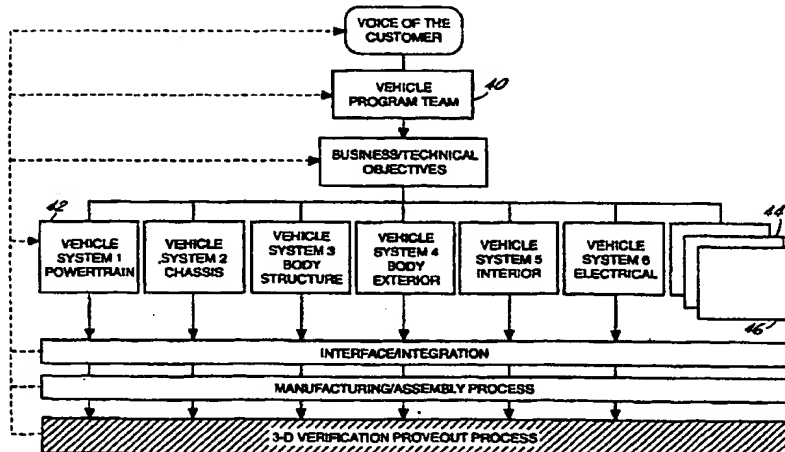 VOICE OF THE
CUSTOMER
VEHICLE
PROGRAM TEAM
40
BUSINESS/TECHNICAL
OBJECTIVES
42
VEHICLE
SYSTEM 1
POWERTRAIN
VEHICLE
SYSTEM 2
CHASSIS
VEHICLE
SYSTEM 3
BODY
STRUCTURE
VEHICLE
SYSTEM 4
BODY
EXTERIOR
VEHICLE
SYSTEM 5
INTERIOR
VEHICLE
SYSTEM 6
ELECTRICAL
44
46
INTERFACE/INTEGRATION
MANUFACTURING/ASSEMBLY PROCESS
3-D VERIFICATION PROVEOUT PROCESS